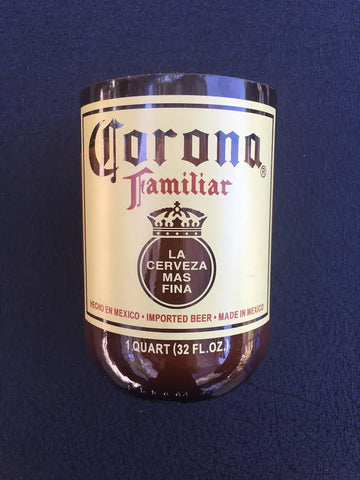 Corona®
Familiar
LA
CERVEZA
MAS
FINA
HECHO EN MEXICO • IMPORTED BEER • MADE IN MEXICO
1 QUART (32 FL.OZ.)